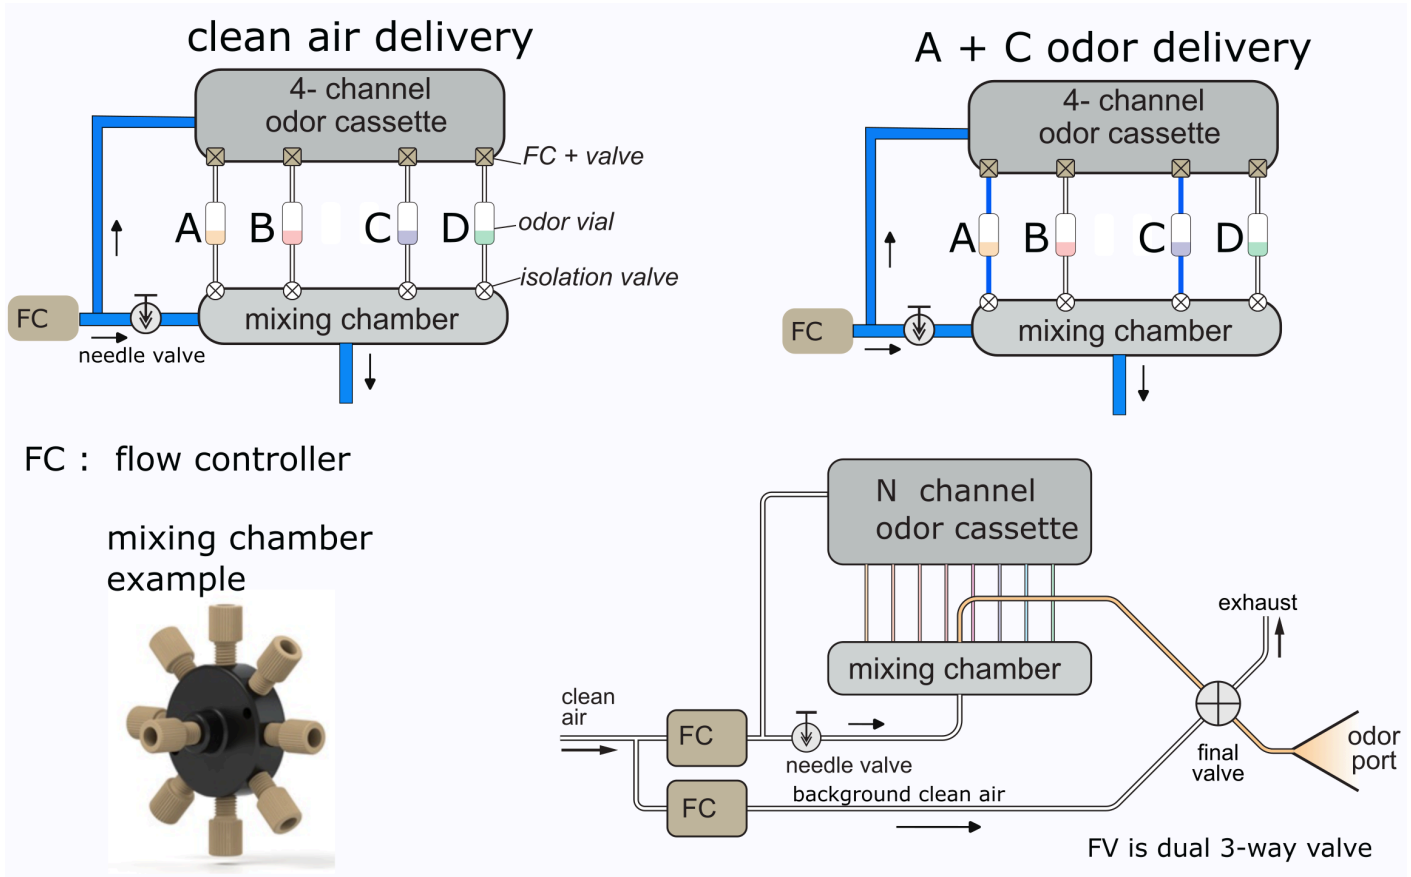 clean air delivery
4- channel
odor cassette
FC + valve
A
B
C
D
odor vial
isolation valve
FC
mixing chamber
needle valve
A + C odor delivery
4- channel
odor cassette
A
B
C
D
FC
mixing chamber
FC : flow controller
mixing chamber
example
N channel
odor cassette
mixing chamber
exhaust
clean
air
FC
needle valve
final
valve
odor
port
FC
background clean air
FV is dual 3-way valve